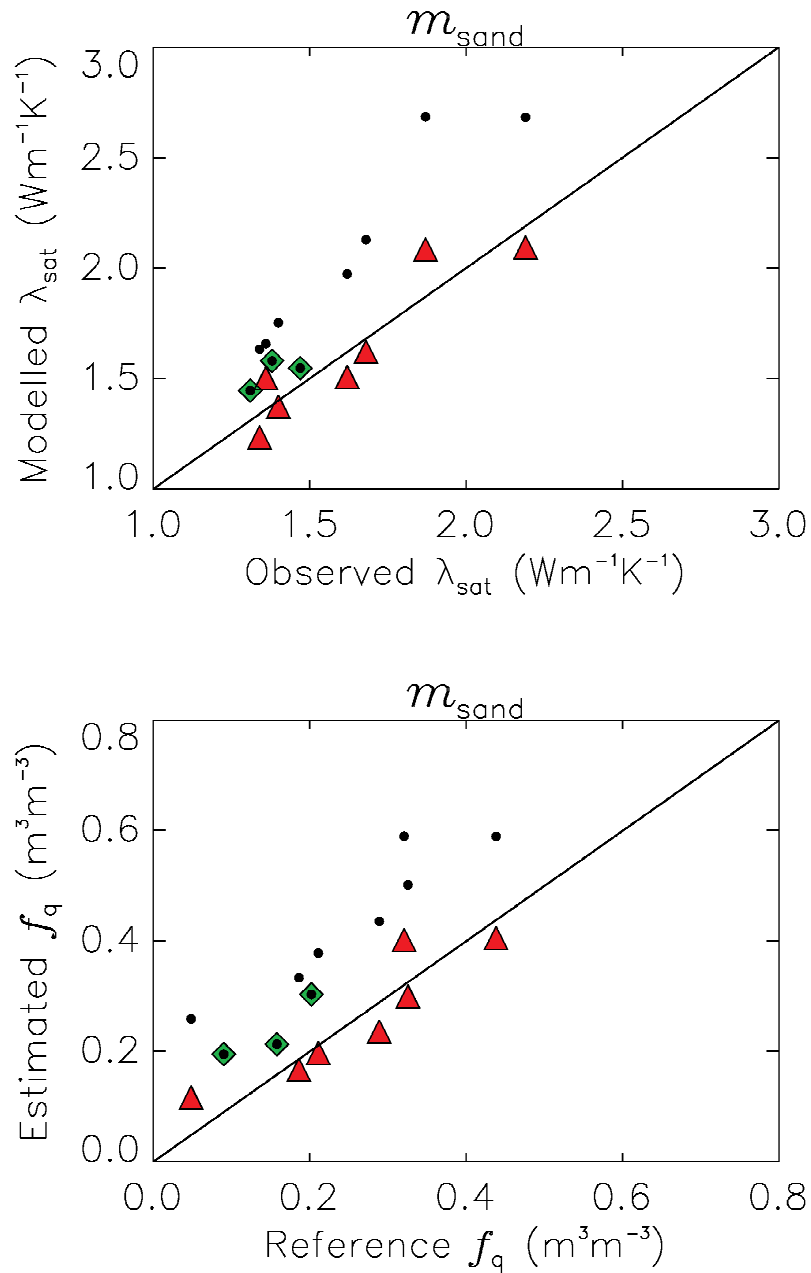 m_sand
3.0
2.5
2.0
1.5
1.0
Modelled λ_sat (Wm⁻¹K⁻¹)
1.0 1.5 2.0 2.5 3.0
Observed λ_sat (Wm⁻¹K⁻¹)
m_sand
0.8
0.6
0.4
0.2
0.0
Estimated f_q (m³m⁻³)
0.0 0.2 0.4 0.6 0.8
Reference f_q (m³m⁻³)